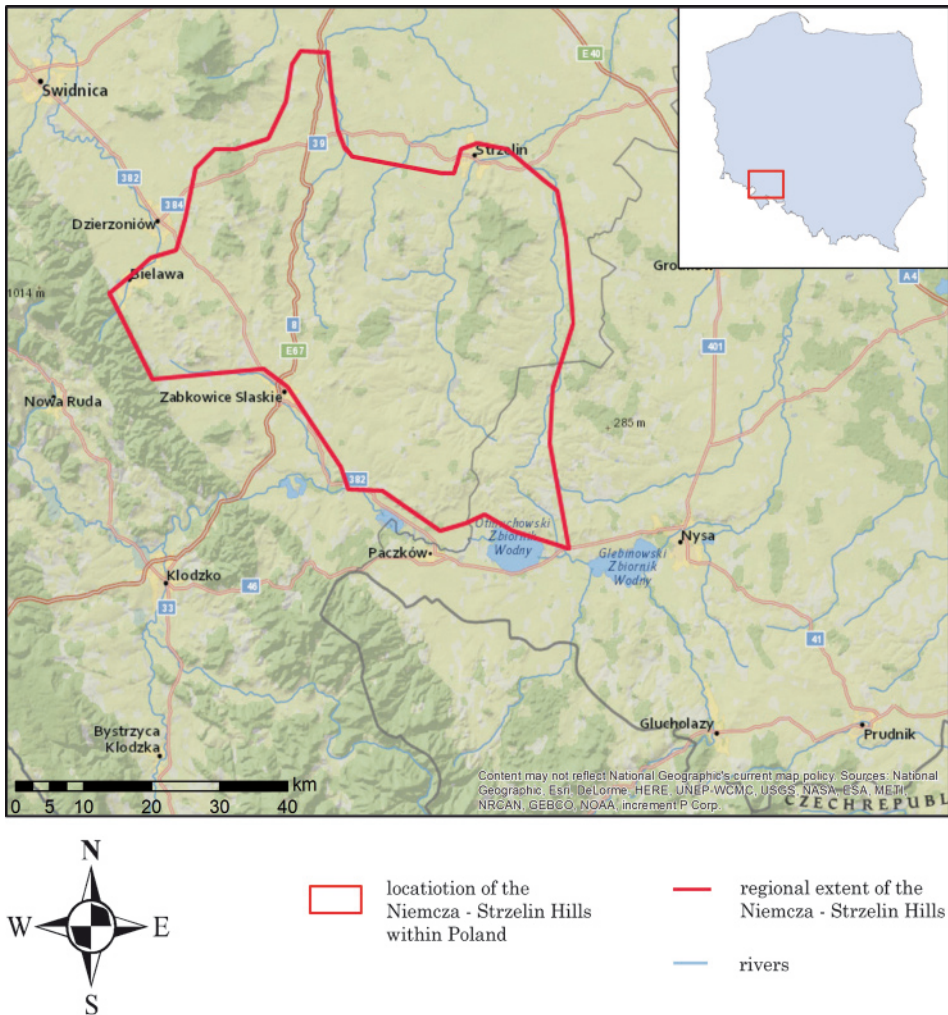 E 40
Swidnica
39
Strzelin
382
384
Dzierzoniów
Bielawa
1014 m
A 4
8
E67
401
Zabkowice Slaskie
Nowa Ruda
285 m
382
Otmuchowski
Zbiornik
Wodny
Nysa
Paczków
Glebinowski
Zbiornik
Wodny
Klodzko
46
33
41
Bystrzyca
Klodzka
Glucholazy
Prudnik
km
0 5 10 20 30 40
Content may not reflect National Geographic's current map policy. Sources: National
Geographic, Esri, DeLorme, HERE, UNEP-WCMC, USGS, NASA, ESA, METI,
NRCAN, GEBCO, NOAA, increment P Corp.
CZECH REPUBL
N
W E
S
locatiotion of the
Niemcza - Strzelin Hills
within Poland
regional extent of the
Niemcza - Strzelin Hills
rivers